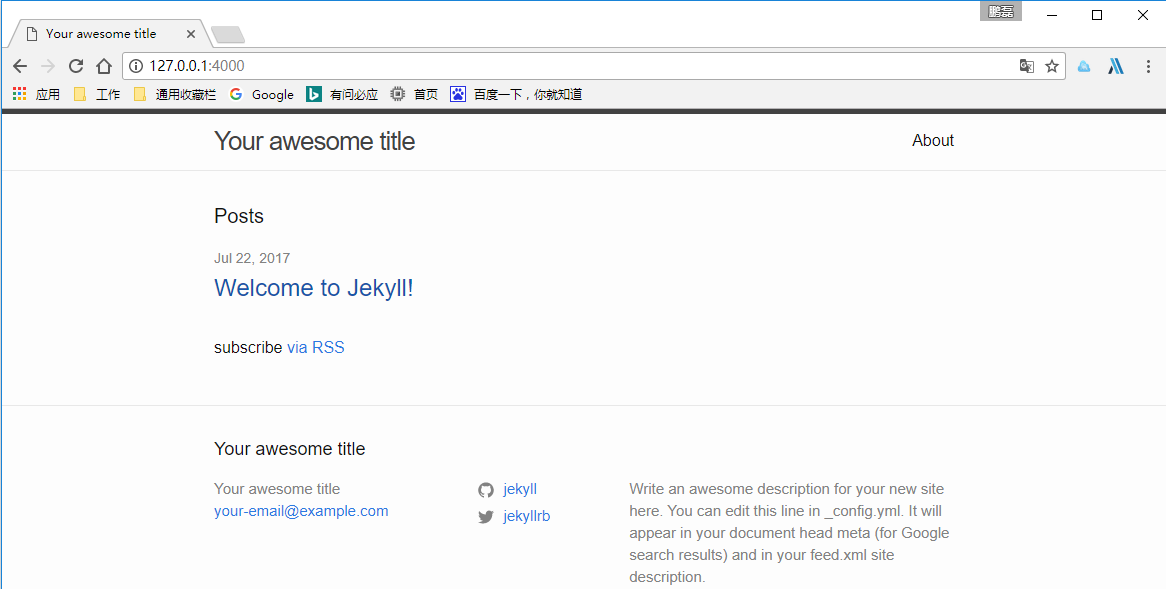 鹏磊
Your awesome title
127.0.0.1:4000
应用 工作 通用收藏栏 Google 有问必应 首页 百度一下，你就知道
Your awesome title About
Posts
Jul 22, 2017
Welcome to Jekyll!
subscribe via RSS
Your awesome title
Your awesome title
your-email@example.com
jekyll
jekyllrb
Write an awesome description for your new site
here. You can edit this line in _config.yml. It will
appear in your document head meta (for Google
search results) and in your feed.xml site
description.